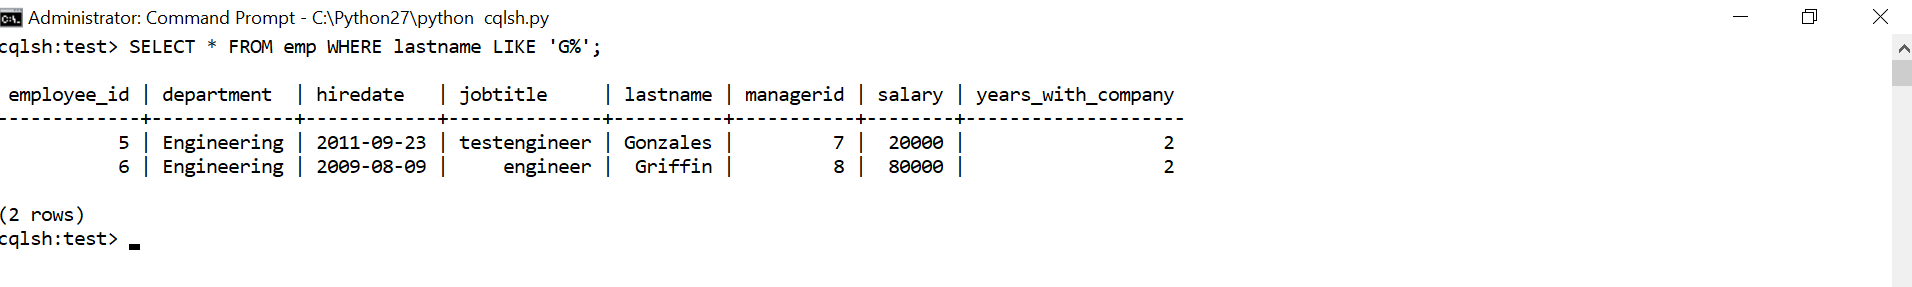 Administrator: Command Prompt - C:\Python27\python  cqlsh.py
cqlsh:test> SELECT * FROM emp WHERE lastname LIKE 'G%';
 employee_id | department  | hiredate   | jobtitle     | lastname | managerid | salary | years_with_company
-------------+-------------+------------+--------------+----------+-----------+--------+--------------------
           5 | Engineering | 2011-09-23 | testengineer | Gonzales |         7 |  20000 |                  2
           6 | Engineering | 2009-08-09 |     engineer |  Griffin |         8 |  80000 |                  2
(2 rows)
cqlsh:test>